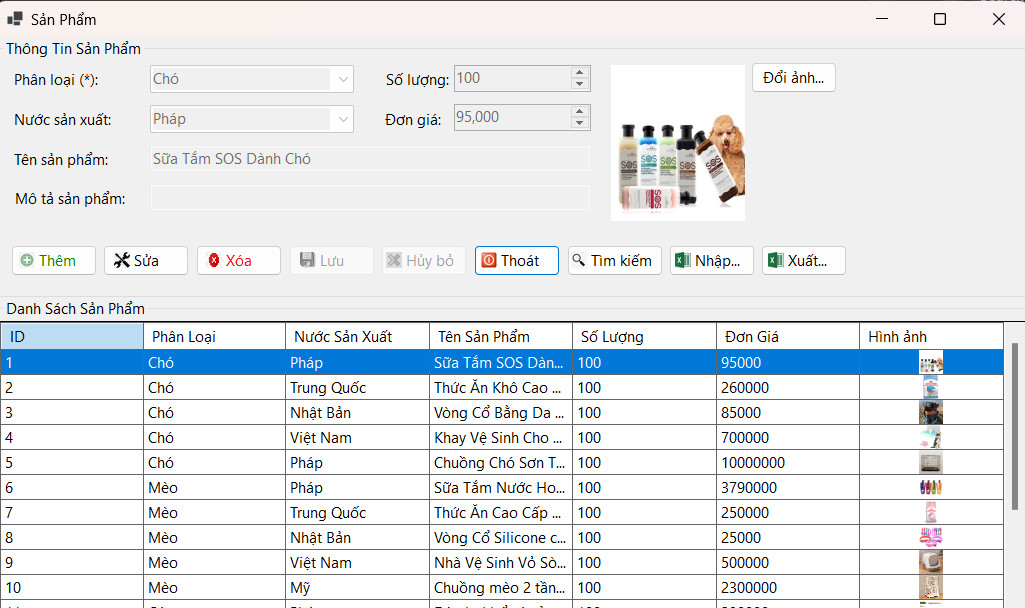 Sản Phẩm
Thông Tin Sản Phẩm
Phân loại (*): Chó Số lượng: 100 Đổi ảnh...
Nước sản xuất: Pháp Đơn giá: 95,000
Tên sản phẩm: Sữa Tắm SOS Dành Chó
Mô tả sản phẩm:
SOS SOS SOS SOS SOS
SOS
Thêm Sửa Xóa Lưu Hủy bỏ Thoát Tìm kiếm Nhập... Xuất...
Danh Sách Sản Phẩm
ID Phân Loại Nước Sản Xuất Tên Sản Phẩm Số Lượng Đơn Giá Hình ảnh
1 Chó Pháp Sữa Tắm SOS Dàn... 100 95000
2 Chó Trung Quốc Thức Ăn Khô Cao ... 100 260000
3 Chó Nhật Bản Vòng Cổ Bằng Da ... 100 85000
4 Chó Việt Nam Khay Vệ Sinh Cho ... 100 700000
5 Chó Pháp Chuồng Chó Sơn T... 100 10000000
6 Mèo Pháp Sữa Tắm Nước Ho... 100 3790000
7 Mèo Trung Quốc Thức Ăn Cao Cấp ... 100 250000
8 Mèo Nhật Bản Vòng Cổ Silicone c... 100 25000
9 Mèo Việt Nam Nhà Vệ Sinh Vỏ Sò... 100 500000
10 Mèo Mỹ Chuồng mèo 2 tần... 100 2300000